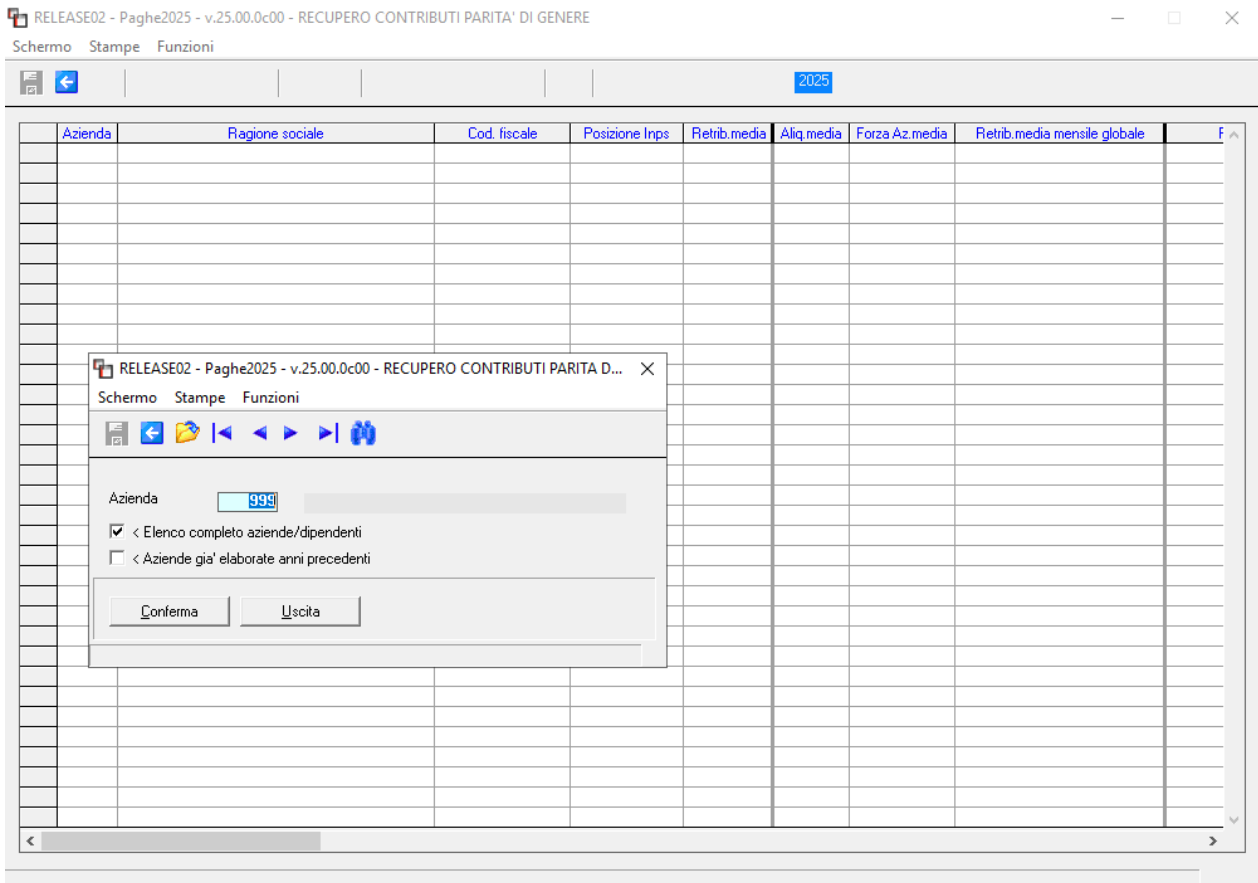 RELEASE02 - Paghe2025 - v.25.00.0c00 - RECUPERO CONTRIBUTI PARITA' DI GENERE
Schermo Stampe Funzioni
2025
Azienda Ragione sociale Cod. fiscale Posizione Inps Retrib.media Aliq.media Forza Az.media Retrib.media mensile globale
RELEASE02 - Paghe2025 - v.25.00.0c00 - RECUPERO CONTRIBUTI PARITA D...
Schermo Stampe Funzioni
Azienda 999
< Elenco completo aziende/dipendenti
< Aziende gia' elaborate anni precedenti
Conferma Uscita